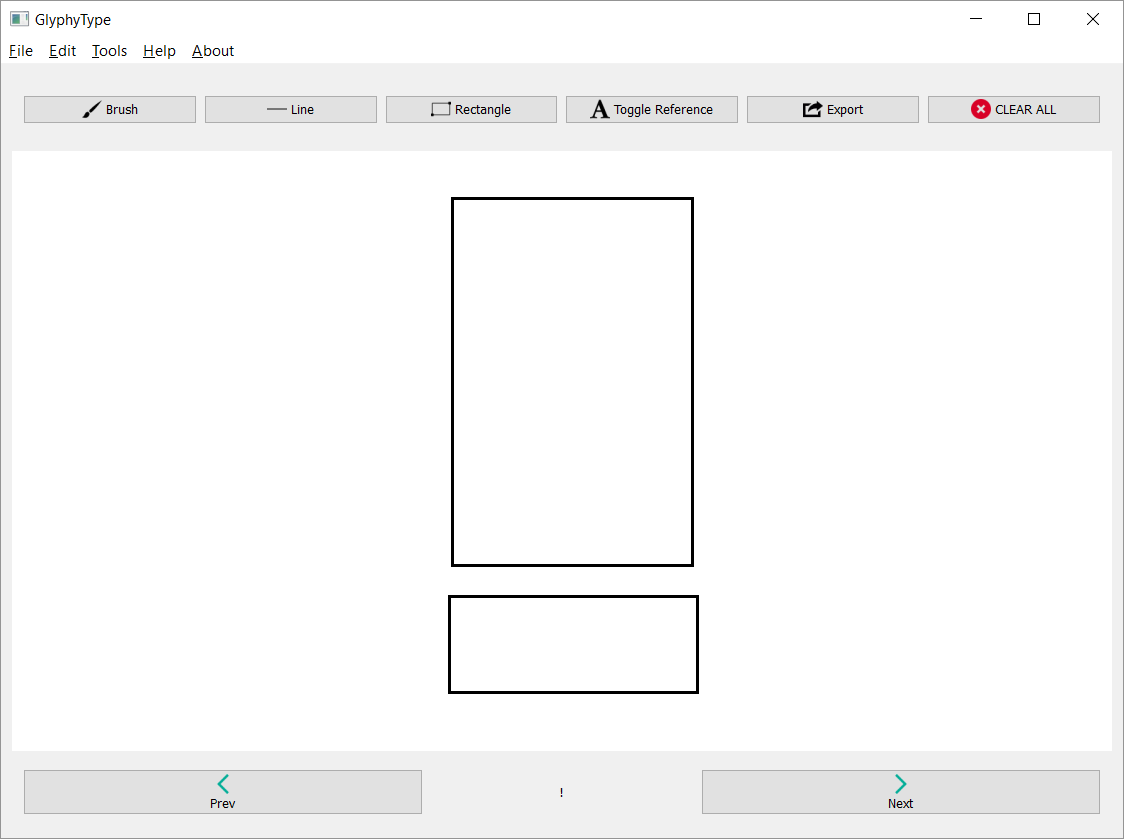 GlyphyType
File Edit Tools Help About
Brush Line Rectangle A Toggle Reference Export CLEAR ALL
Prev ! Next